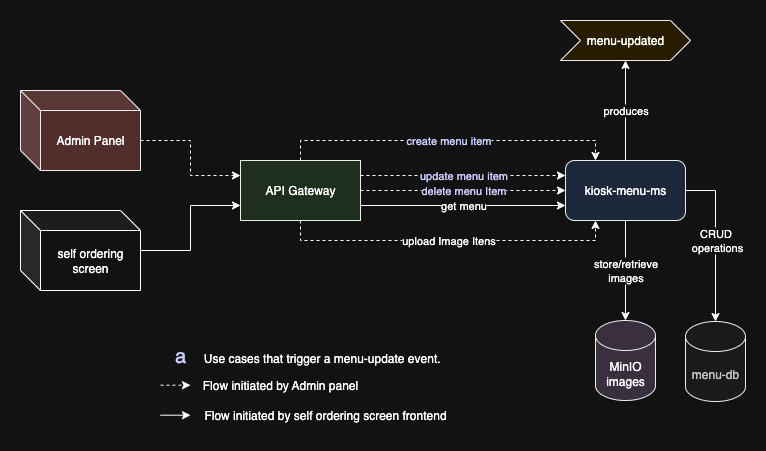 menu-updated
produces
Admin Panel
create menu item
update menu item
API Gateway
delete menu Item
kiosk-menu-ms
get menu
self ordering
screen
upload Image Itens
CRUD
operations
store/retrieve
images
MinIO
images
menu-db
a Use cases that trigger a menu-update event.
Flow initiated by Admin panel
Flow initiated by self ordering screen frontend